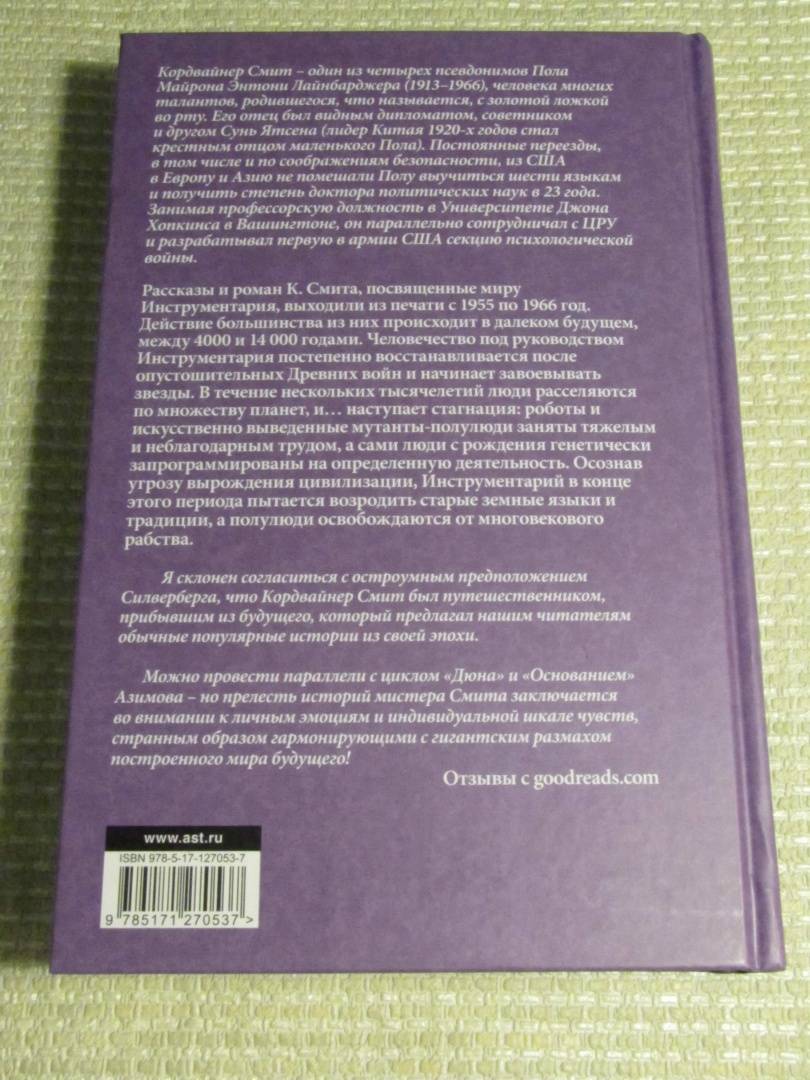 Кордвайнер Смит – один из четырех псевдонимов Пола
Майрона Энтони Лайнбарджера (1913–1966), человека многих
талантов, родившегося, что называется, с золотой ложкой
во рту. Его отец был видным дипломатом, советником
и другом Сунь Ятсена (лидер Китая 1920-х годов стал
крестным отцом маленького Пола). Постоянные переезды,
в том числе и по соображениям безопасности, из США
в Европу и Азию не помешали Полу выучиться шести языкам
и получить степень доктора политических наук в 23 года.
Занимая профессорскую должность в Университете Джона
Хопкинса в Вашингтоне, он параллельно сотрудничал с ЦРУ
и разрабатывал первую в армии США секцию психологической
войны.
Рассказы и роман К. Смита, посвященные миру
Инструментария, выходили из печати с 1955 по 1966 год.
Действие большинства из них происходит в далеком будущем,
между 4000 и 14 000 годами. Человечество под руководством
Инструментария постепенно восстанавливается после
опустошительных Древних войн и начинает завоевывать
звезды. В течение нескольких тысячелетий люди расселяются
по множеству планет, и… наступает стагнация: роботы и
искусственно выведенные мутанты-полулюди заняты тяжелым
и неблагодарным трудом, а сами люди с рождения генетически
запрограммированы на определенную деятельность. Осознав
угрозу вырождения цивилизации, Инструментарий в конце
этого периода пытается возродить старые земные языки и
традиции, а полулюди освобождаются от многовекового
рабства.
Я склонен согласиться с остроумным предположением
Силверберга, что Кордвайнер Смит был путешественником,
прибывшим из будущего, который предлагал нашим читателям
обычные популярные истории из своей эпохи.
Можно провести параллели с циклом «Дюна» и «Основанием»
Азимова – но прелесть историй мистера Смита заключается
во внимании к личным эмоциям и индивидуальной шкале чувств,
странным образом гармонирующими с гигантским размахом
построенного мира будущего!
Отзывы с goodreads.com
www.ast.ru
ISBN 978-5-17-127053-7
9 785171 270537 >